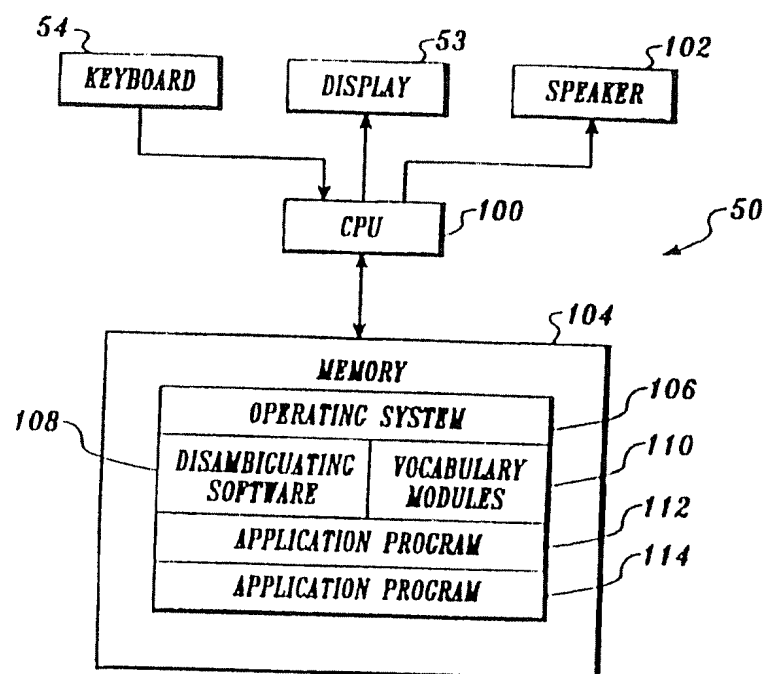 54
53
102
KEYBOARD
DISPLAY
SPEAKER
CPU
100
50
104
MEMORY
OPERATING SYSTEM
106
108
DISAMBIGUATING
SOFTWARE
VOCABULARY
MODULES
110
APPLICATION PROGRAM
112
APPLICATION PROGRAM
114